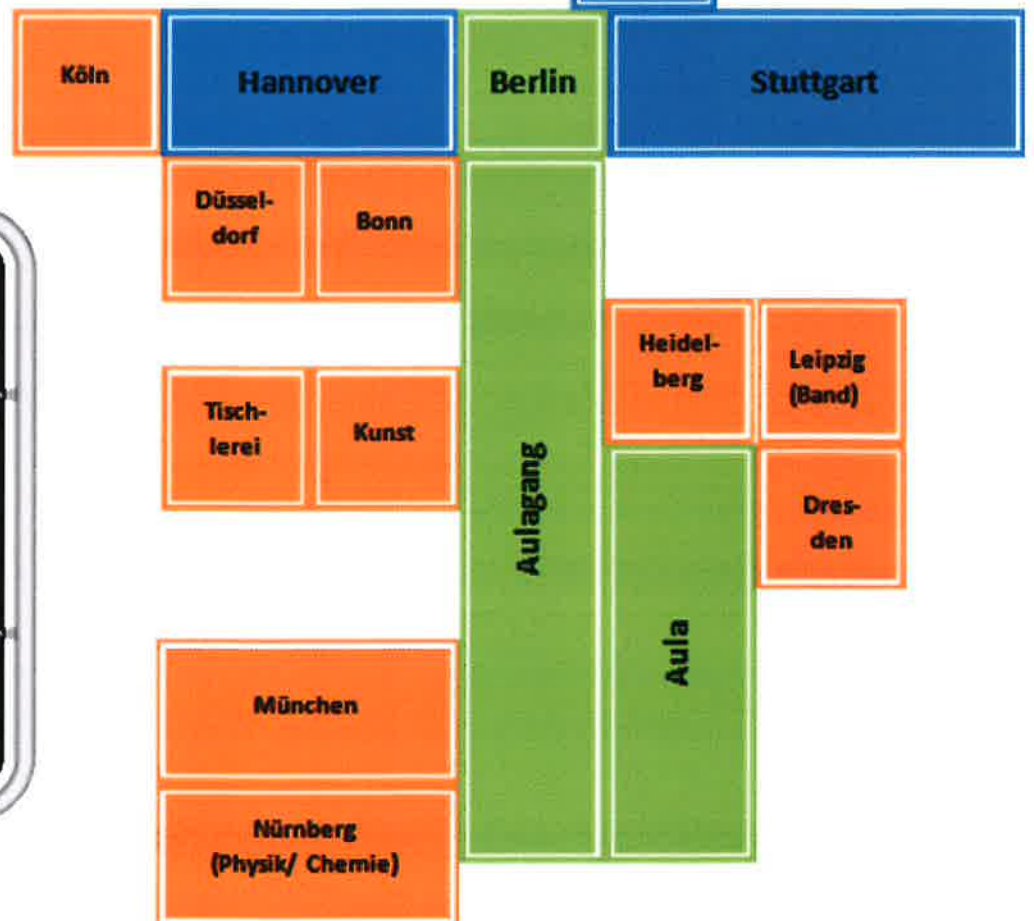 Köln
Hannover
Berlin
Stuttgart
Düssel-
dorf
Bonn
Heidel-
berg
Leipzig
(Band)
Tisch-
lerei
Kunst
Aulagang
Dres-
den
Aula
München
Nürnberg
(Physik/ Chemie)